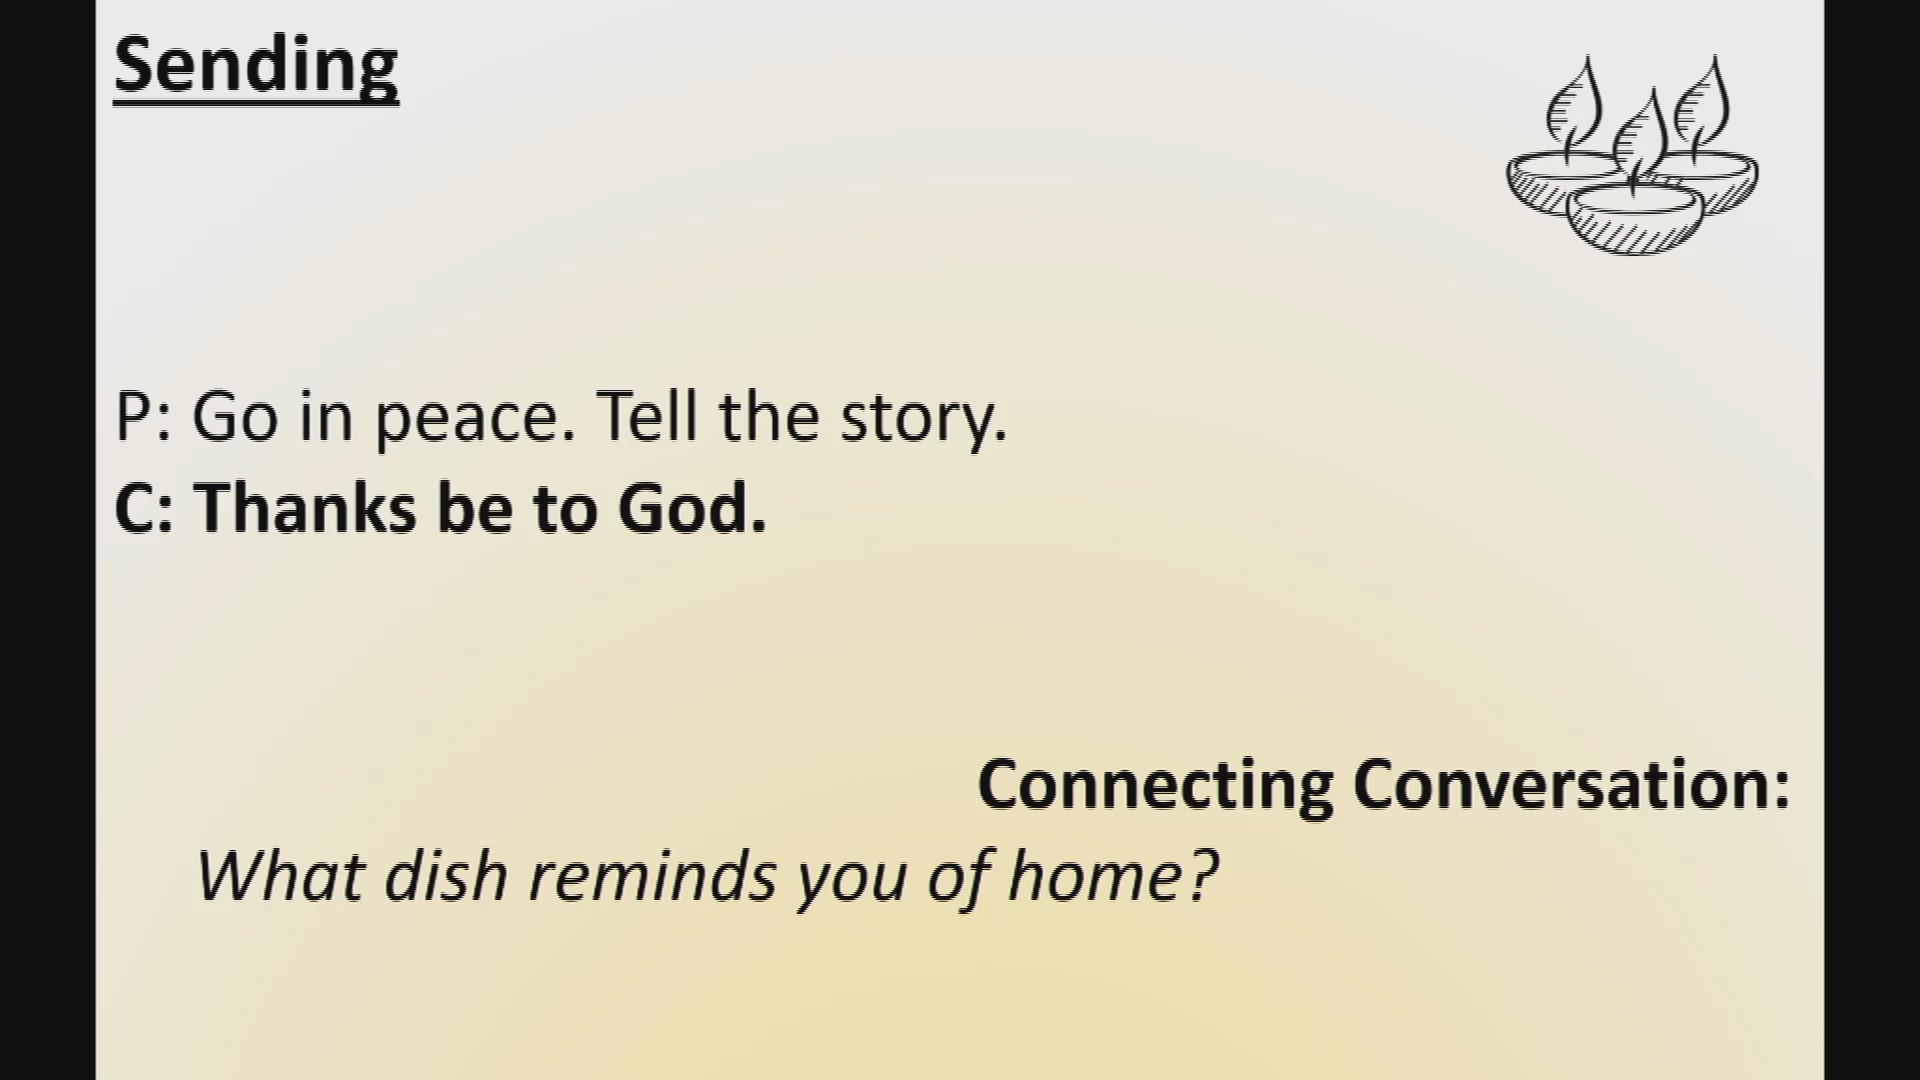 Sending
P: Go in peace. Tell the story.
C: Thanks be to God.
Connecting Conversation:
What dish reminds you of home?